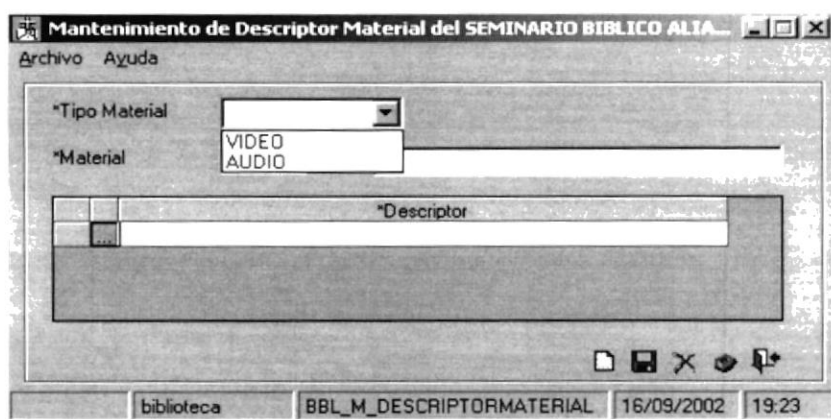 Mantenimiento de Descriptor Material del SEMINARIO BIBLICO ALIA...
Archivo Ayuda
*Tipo Material
VIDEO
AUDIO
*Material
*Descriptor
...
biblioteca BBL_M_DESCRIPTORMATERIAL 16/09/2002 19:23